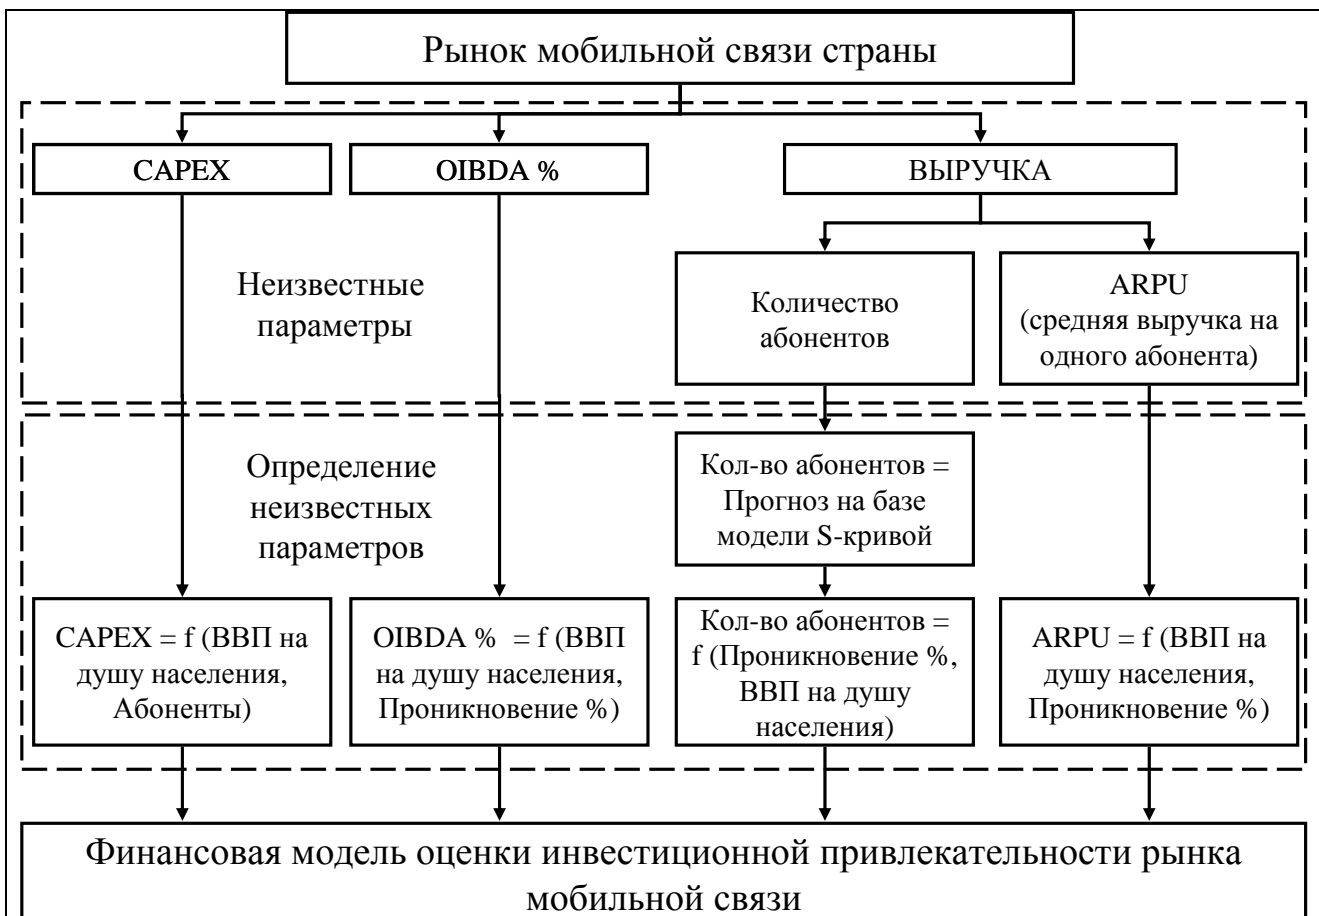 Рынок мобильной связи страны
CAPEX
OIBDA %
ВЫРУЧКА
Неизвестные
параметры
Количество
абонентов
ARPU
(средняя выручка на
одного абонента)
Определение
неизвестных
параметров
Кол-во абонентов =
Прогноз на базе
модели S-кривой
CAPEX = f (ВВП на
душу населения,
Абоненты)
OIBDA % = f (ВВП
на душу населения,
Проникновение %)
Кол-во абонентов =
f (Проникновение %,
ВВП на душу
населения)
ARPU = f (ВВП на
душу населения,
Проникновение %)
Финансовая модель оценки инвестиционной привлекательности рынка
мобильной связи